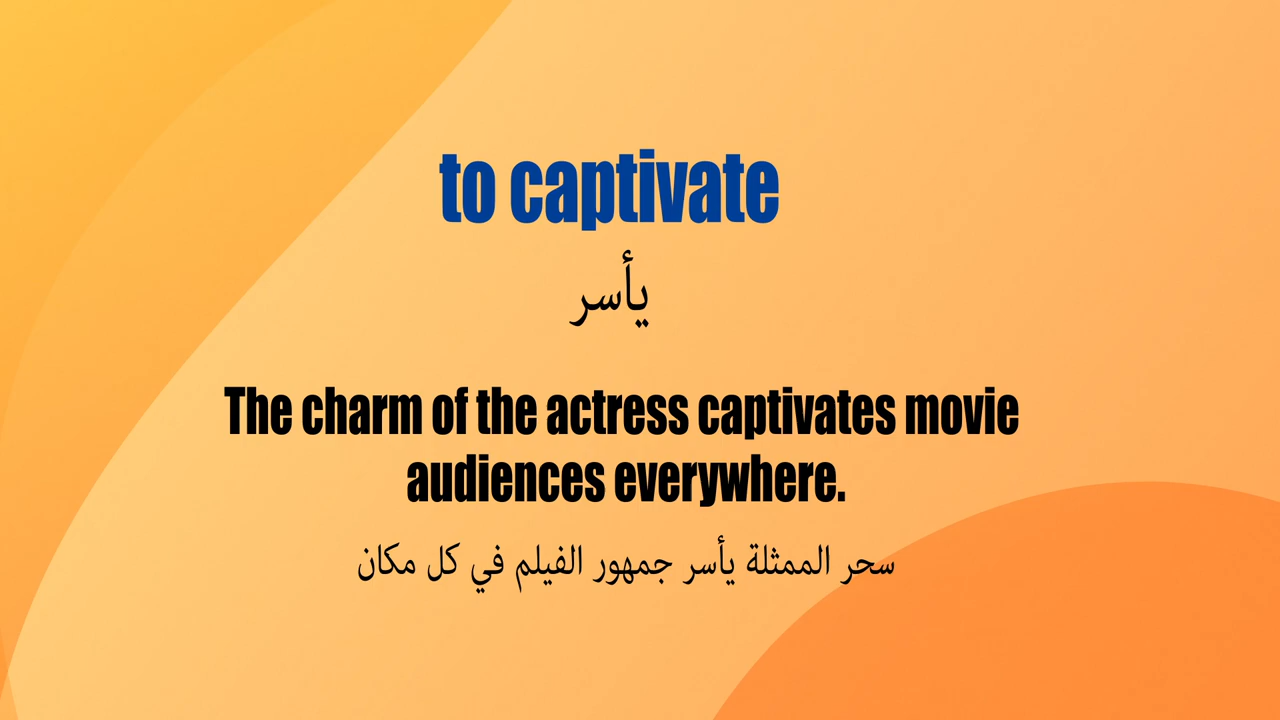 to captivate
يأسر
The charm of the actress captivates movie
audiences everywhere.
سحر الممثلة يأسر جمهور الفيلم في كل مكان